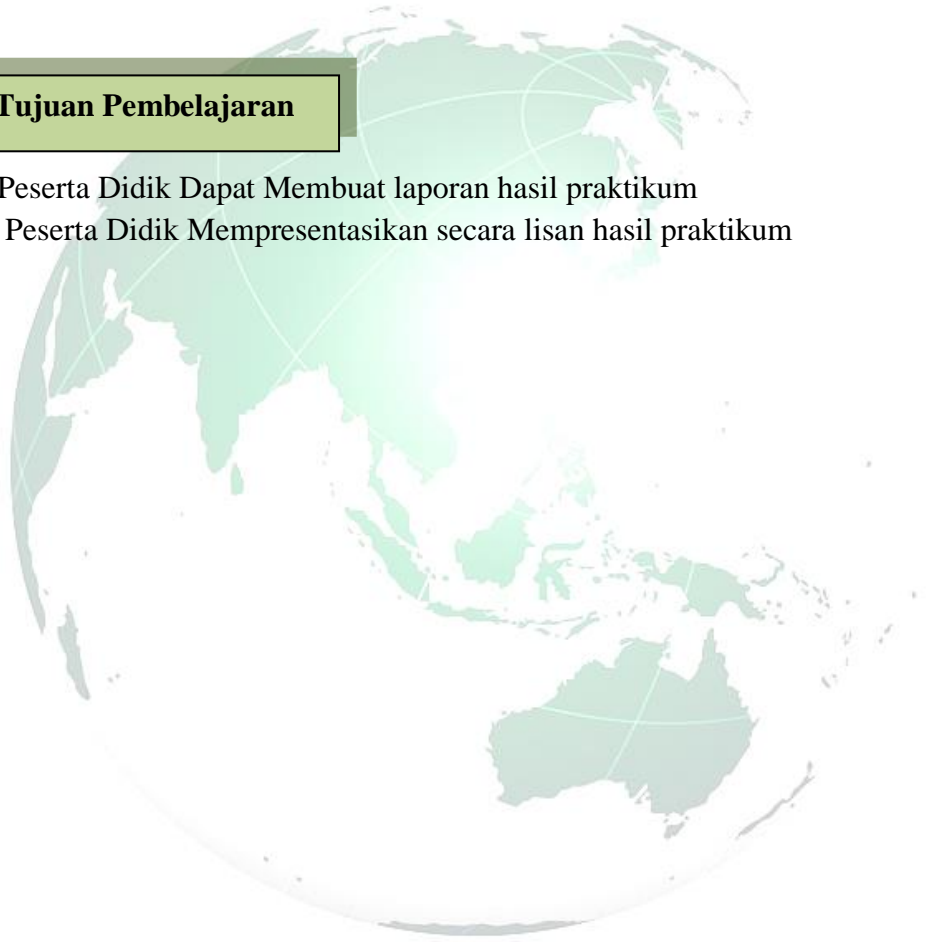 Tujuan Pembelajaran
Peserta Didik Dapat Membuat laporan hasil praktikum
Peserta Didik Mempresentasikan secara lisan hasil praktikum